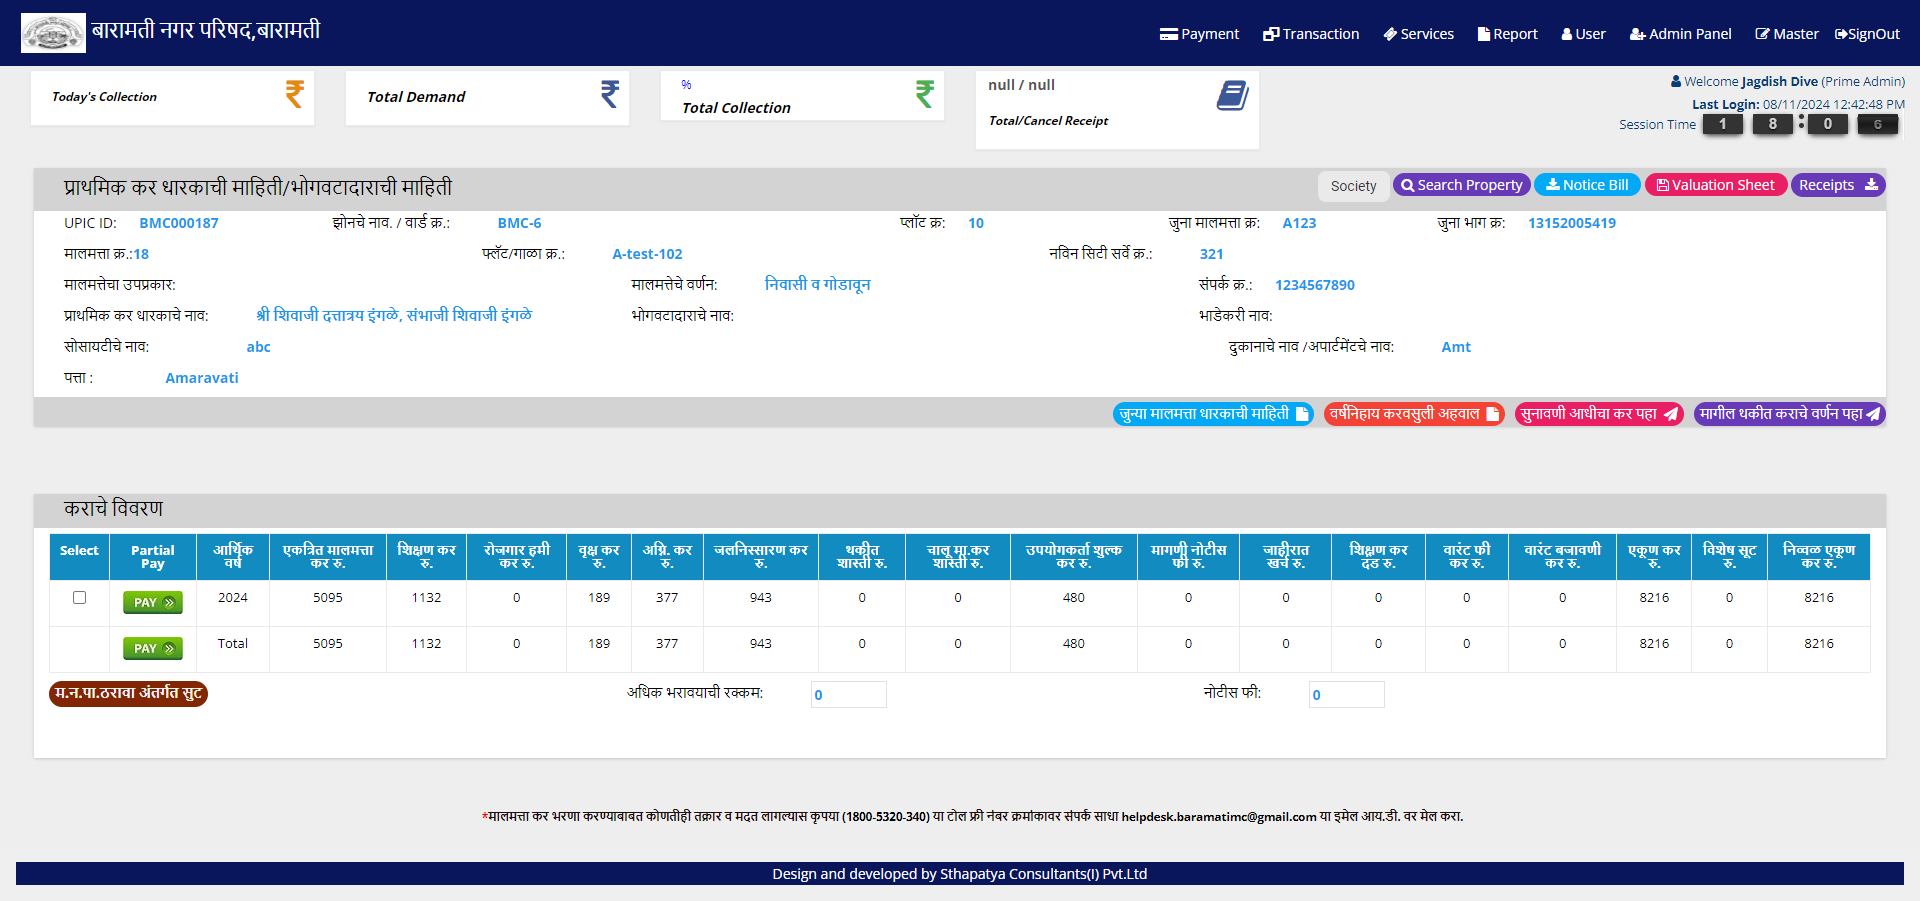 बारामती नगर परिषद,बारामती
Payment Transaction Services Report User Admin Panel Master SignOut
Today's Collection
Total Demand
%
Total Collection
null / null
Total/Cancel Receipt
Welcome Jagdish Dive (Prime Admin)
Last Login: 08/11/2024 12:42:48 PM
Session Time 1 8 : 0 6
प्राथमिक कर धारकाची माहिती/भोगवटादाराची माहिती
Society Search Property Notice Bill Valuation Sheet Receipts
UPIC ID: BMC000187 झोनचे नाव. / वार्ड क्र.: BMC-6 प्लॉट क्र: 10 जुना मालमत्ता क्र: A123 जुना भाग क्र: 13152005419
मालमत्ता क्र.:18 फ्लॅट/गाळा क्र.: A-test-102 नविन सिटी सर्वे क्र.: 321
मालमत्तेचा उपप्रकार: मालमत्तेचे वर्णन: निवासी व गोडावून संपर्क क्र.: 1234567890
प्राथमिक कर धारकाचे नाव: श्री शिवाजी दत्तात्रय इंगळे, संभाजी शिवाजी इंगळे भोगवटादाराचे नाव: भाडेकरी नाव:
सोसायटीचे नाव: abc दुकानाचे नाव /अपार्टमेंटचे नाव: Amt
पत्ता : Amaravati
जुन्या मालमत्ता धारकाची माहिती वर्षनिहाय करवसुली अहवाल सुनावणी आधीचा कर पहा मागील थकीत कराचे वर्णन पहा
कराचे विवरण
Select Partial Pay आर्थिक वर्ष एकत्रित मालमत्ता कर रु. शिक्षण कर रु. रोजगार हमी कर रु. वृक्ष कर रु. अग्नि. कर रु. जलनिस्सारण कर रु. थकीत शास्ती रु. चालू मा.कर शास्ती रु. उपयोगकर्ता शुल्क कर रु. मागणी नोटीस फी रु. जाहीरात खर्च रु. शिक्षण कर दंड रु. वारंट फी कर रु. वारंट बजावणी कर रु. एकूण कर रु. विशेष सूट रु. निव्वळ एकूण कर रु.
PAY 2024 5095 1132 0 189 377 943 0 0 480 0 0 0 0 0 8216 0 8216
PAY Total 5095 1132 0 189 377 943 0 0 480 0 0 0 0 0 8216 0 8216
म.न.पा.ठरावा अंतर्गत सुट अधिक भरावयाची रक्कम: 0 नोटीस फी: 0
*मालमत्ता कर भरणा करण्याबाबत कोणतीही तक्रार व मदत लागल्यास कृपया (1800-5320-340) या टोल फ्री नंबर क्रमांकावर संपर्क साधा helpdesk.baramatimc@gmail.com या इमेल आय.डी. वर मेल करा.
Design and developed by Sthapatya Consultants(I) Pvt.Ltd